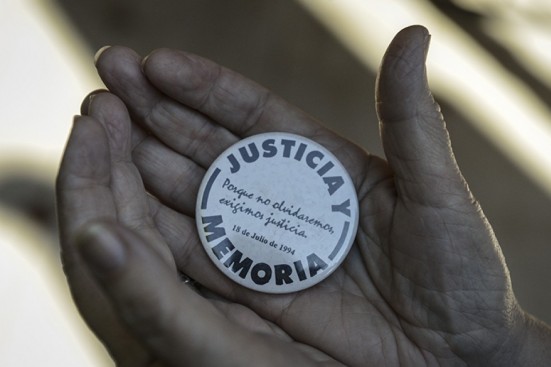 JUSTICIA Y
Porque no olvidaremos,
exigimos justicia.
18 de Julio de 1994
MEMORIA